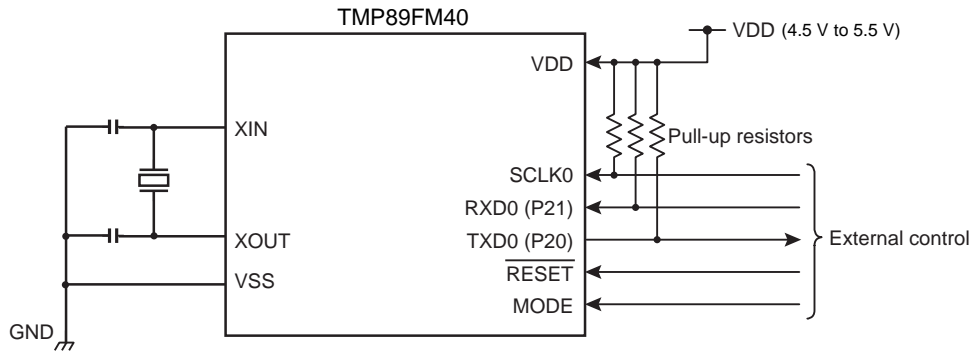 TMP89FM40
VDD (4.5 V to 5.5 V)
VDD
XIN
Pull-up resistors
SCLK0
RXD0 (P21)
XOUT
TXD0 (P20)
External control
RESET
VSS
MODE
GND